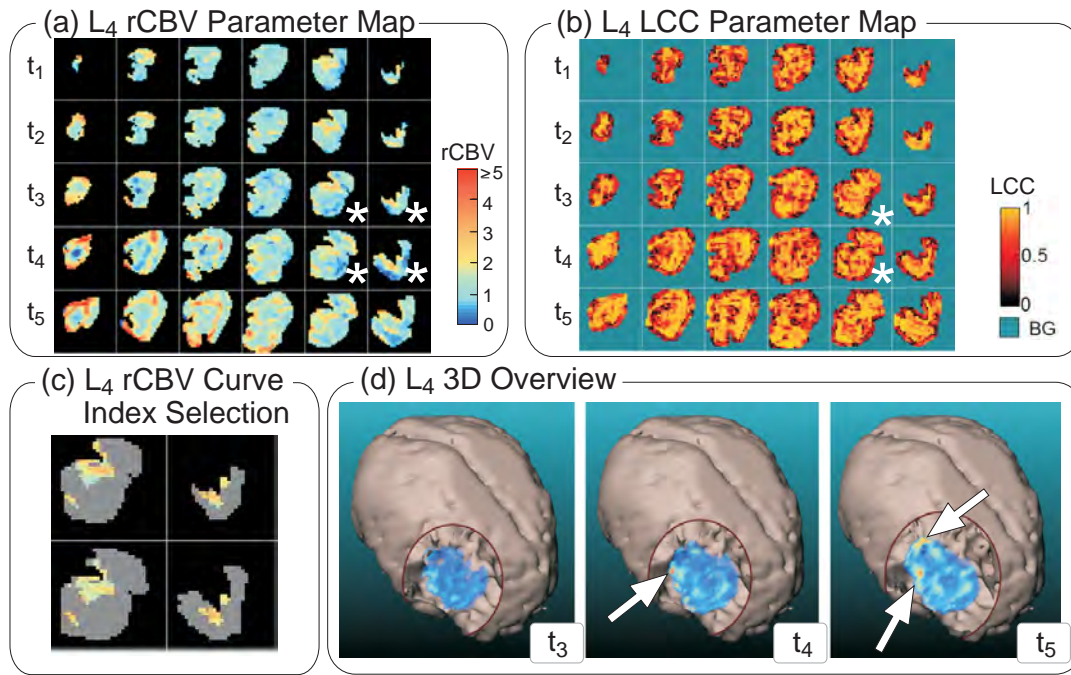 (a) L4 rCBV Parameter Map
t1
t2
t3
t4
t5
* *
* *
rCBV
≥5
4
3
2
1
0
(b) L4 LCC Parameter Map
t1
t2
t3
t4
t5
*
*
LCC
1
0.5
0
BG
(c) L4 rCBV Curve
Index Selection
(d) L4 3D Overview
t3
t4
t5